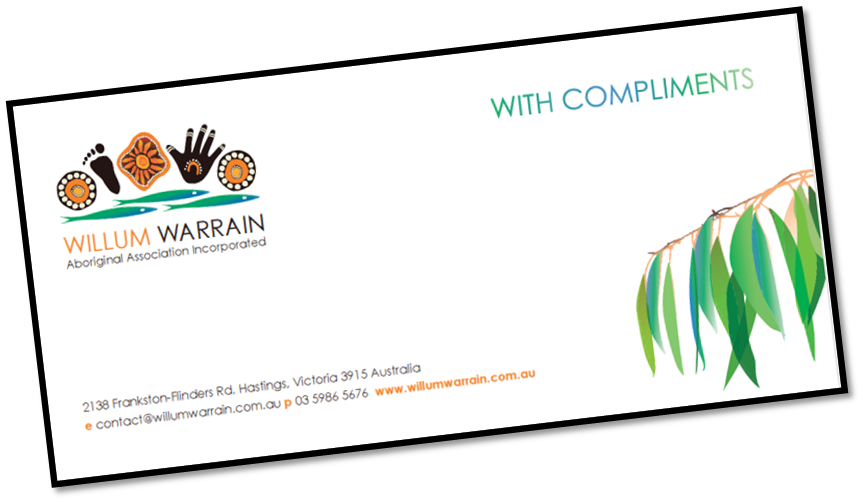 WITH COMPLIMENTS
WILLUM WARRAIN
Aboriginal Association Incorporated
2138 Frankston-Flinders Rd. Hastings, Victoria 3915 Australia
e contact@willumwarrain.com.au p 03 5986 5676 www.willumwarrain.com.au